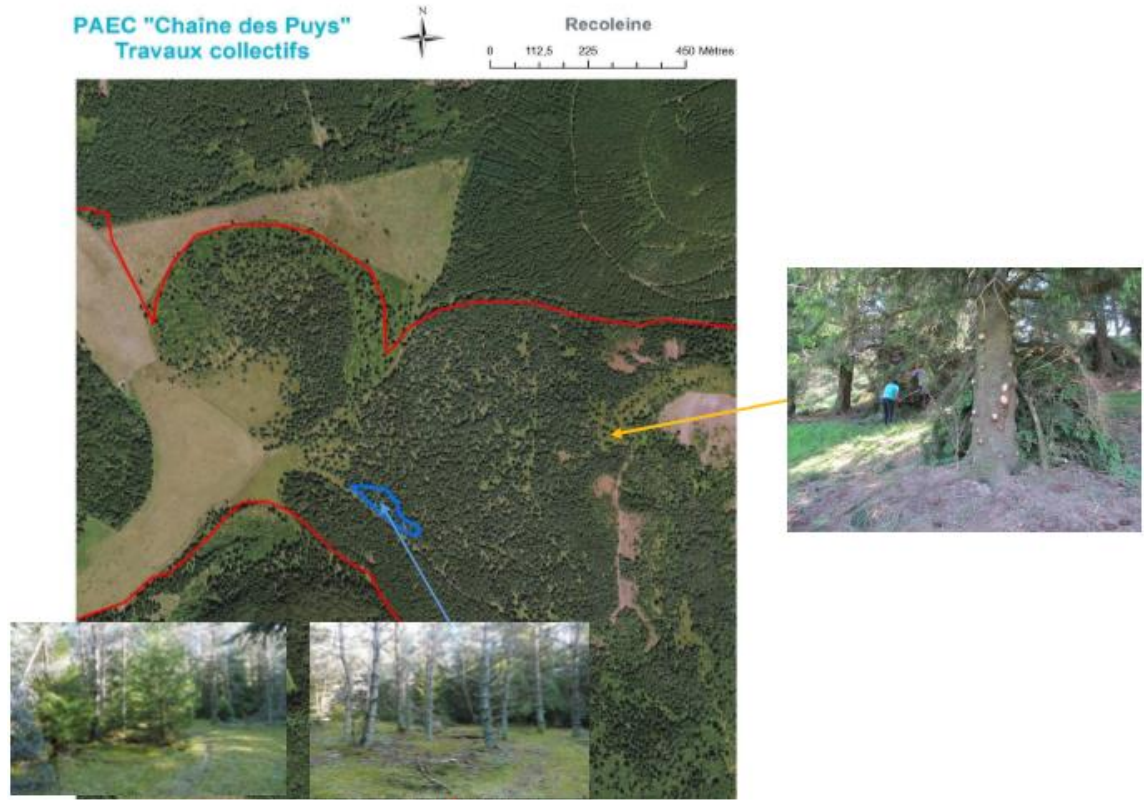 PAEC "Chaîne des Puys"
Travaux collectifs
N
Recoleine
0 112,5 225 450 Mètres